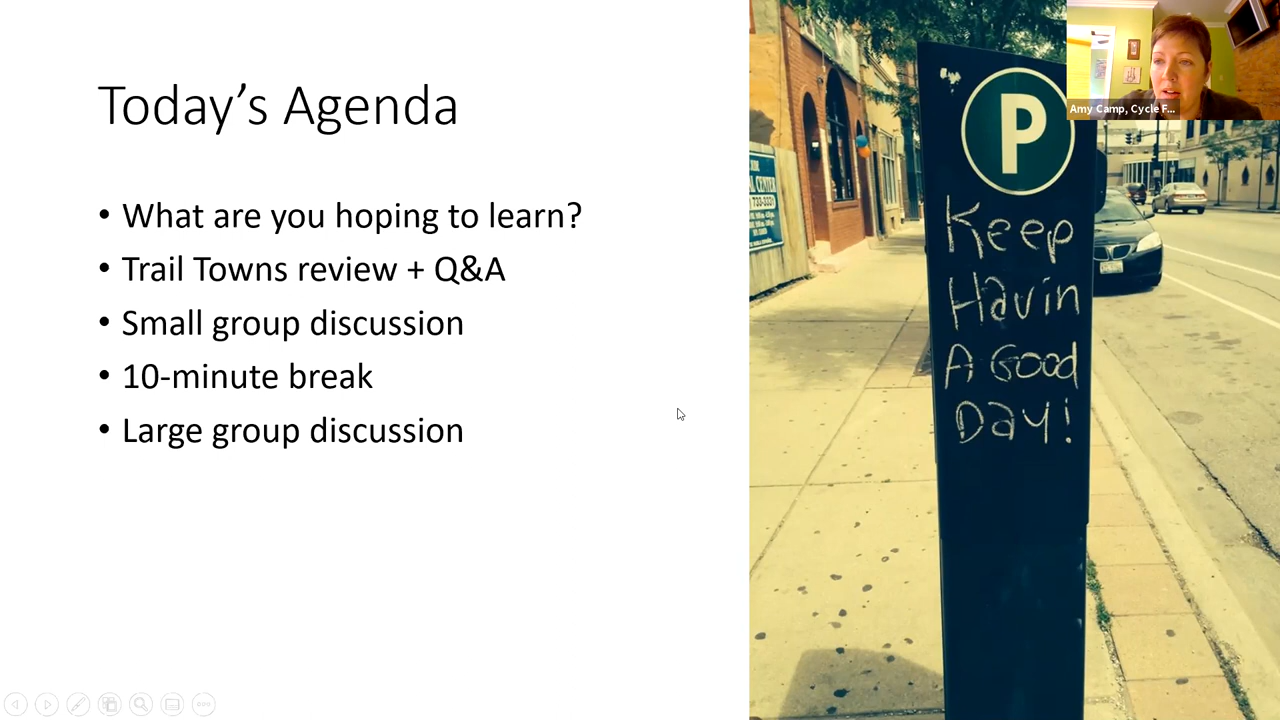 Today's Agenda
• What are you hoping to learn?
• Trail Towns review + Q&A
• Small group discussion
• 10-minute break
• Large group discussion
P
Keep
Havin
A Good
Day!
Amy Camp, Cycle F...